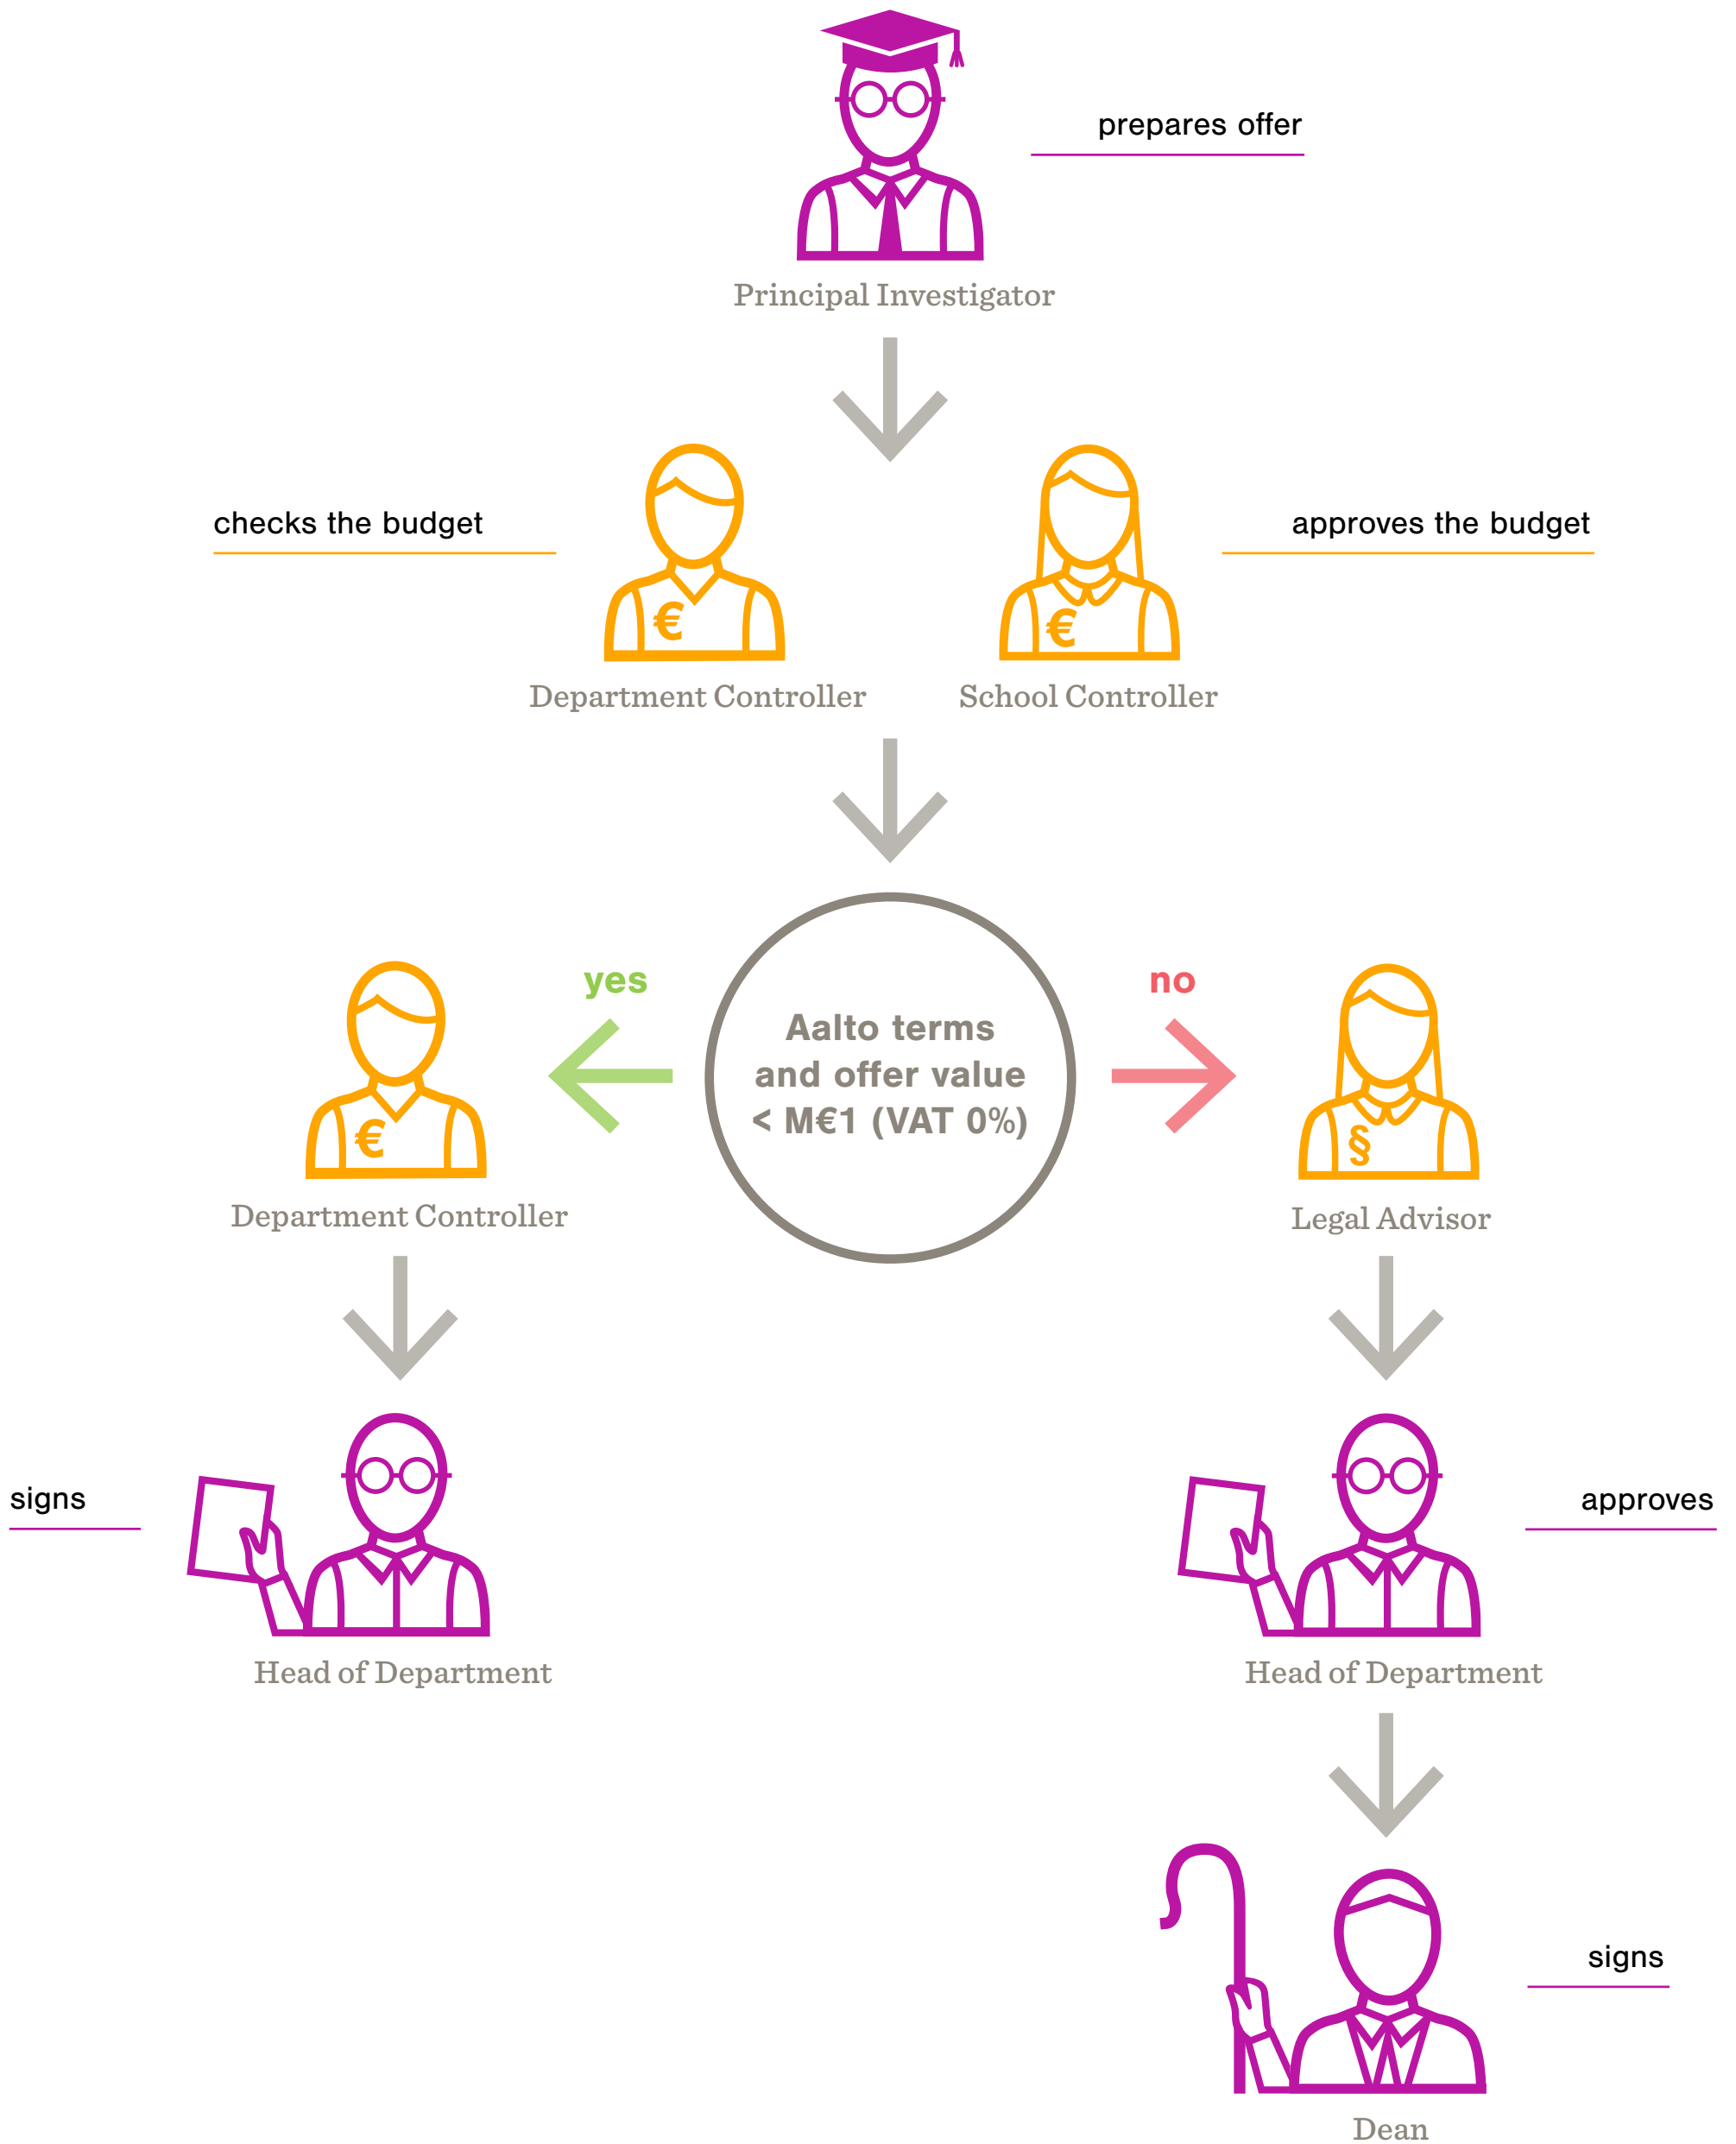 prepares offer
Principal Investigator
checks the budget
approves the budget
€
€
Department Controller
School Controller
yes
no
Aalto terms
and offer value
< M€1 (VAT 0%)
€
§
Department Controller
Legal Advisor
signs
approves
Head of Department
Head of Department
signs
Dean